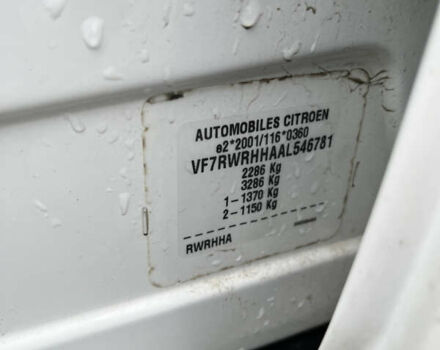 AUTOMOBILES CITROEN
e2*2001/116*0360
VF7RWRHHAAL546781
2286 Kg
3286 Kg
1-1370 Kg
2-1150 Kg
RWRHHA